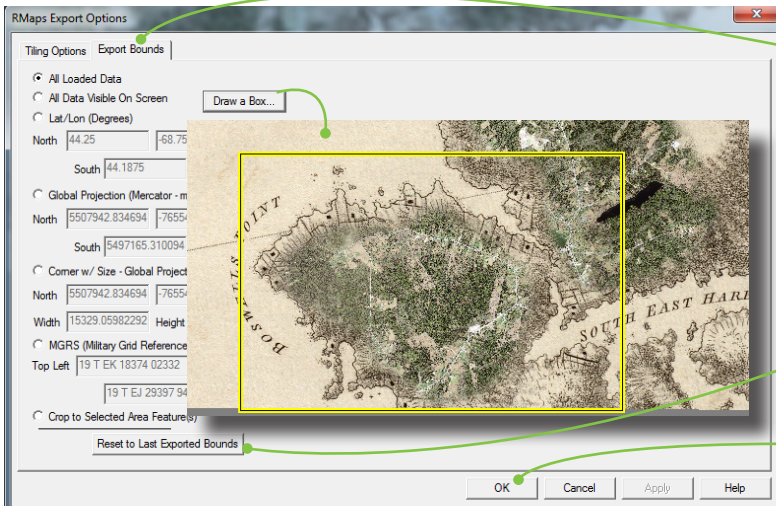 RMaps Export Options
Tiling Options Export Bounds
All Loaded Data
All Data Visible On Screen
Draw a Box...
Lat/Lon (Degrees)
North 44.25 -68.75
South 44.1875
Global Projection (Mercator - m
North 5507942.834694 -76554
South 5497165.310094
Corner w/ Size - Global Project
North 5507942.834694 -76554
Width 15329.05982292 Height
MGRS (Military Grid Reference
Top Left 19 T EK 18374 02332
19 T EJ 29397 94
Crop to Selected Area Feature(s)
Reset to Last Exported Bounds
BOSWELLS POINT
SOUTH EAST HARB
OK Cancel Apply Help